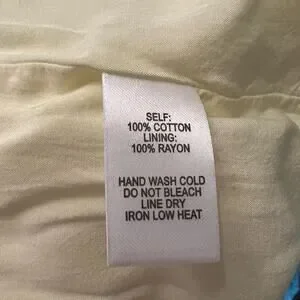 SELF:
100% COTTON
LINING:
100% RAYON
HAND WASH COLD
DO NOT BLEACH
LINE DRY
IRON LOW HEAT